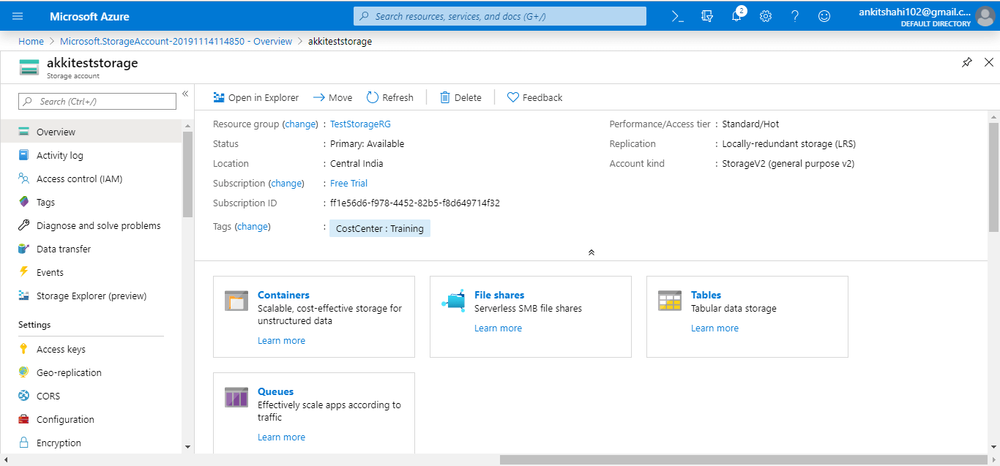 Microsoft Azure
Search resources, services, and docs (G+/)
2
ankitshahi102@gmail.c...
DEFAULT DIRECTORY
Home > Microsoft.StorageAccount-20191114114850 - Overview > akkiteststorage
akkiteststorage
Storage account
Search (Ctrl+/)
Overview
Activity log
Access control (IAM)
Tags
Diagnose and solve problems
Data transfer
Events
Storage Explorer (preview)
Settings
Access keys
Geo-replication
CORS
Configuration
Encryption
Open in Explorer
Move
Refresh
Delete
Feedback
Resource group (change) : TestStorageRG
Status : Primary: Available
Location : Central India
Subscription (change) : Free Trial
Subscription ID : ff1e56d6-f978-4452-82b5-f8d649714f32
Tags (change) : CostCenter : Training
Performance/Access tier : Standard/Hot
Replication : Locally-redundant storage (LRS)
Account kind : StorageV2 (general purpose v2)
Containers
Scalable, cost-effective storage for
unstructured data
Learn more
File shares
Serverless SMB file shares
Learn more
Tables
Tabular data storage
Learn more
Queues
Effectively scale apps according to
traffic
Learn more